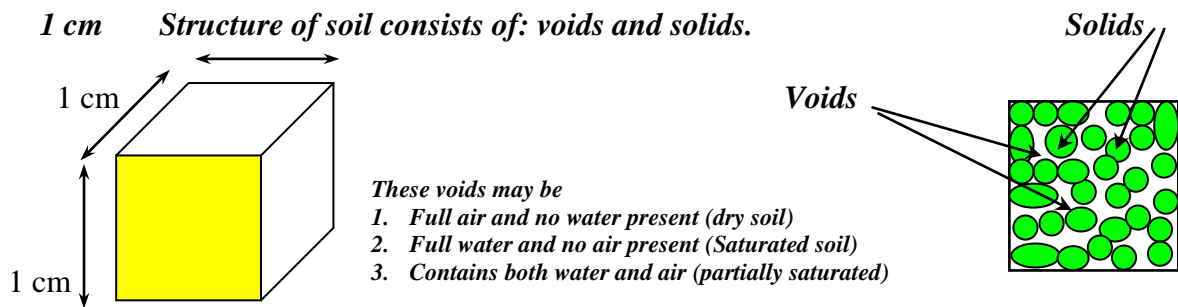 1 cm Structure of soil consists of: voids and solids.
Solids
1 cm
Voids
These voids may be
1. Full air and no water present (dry soil)
2. Full water and no air present (Saturated soil)
3. Contains both water and air (partially saturated)
1 cm